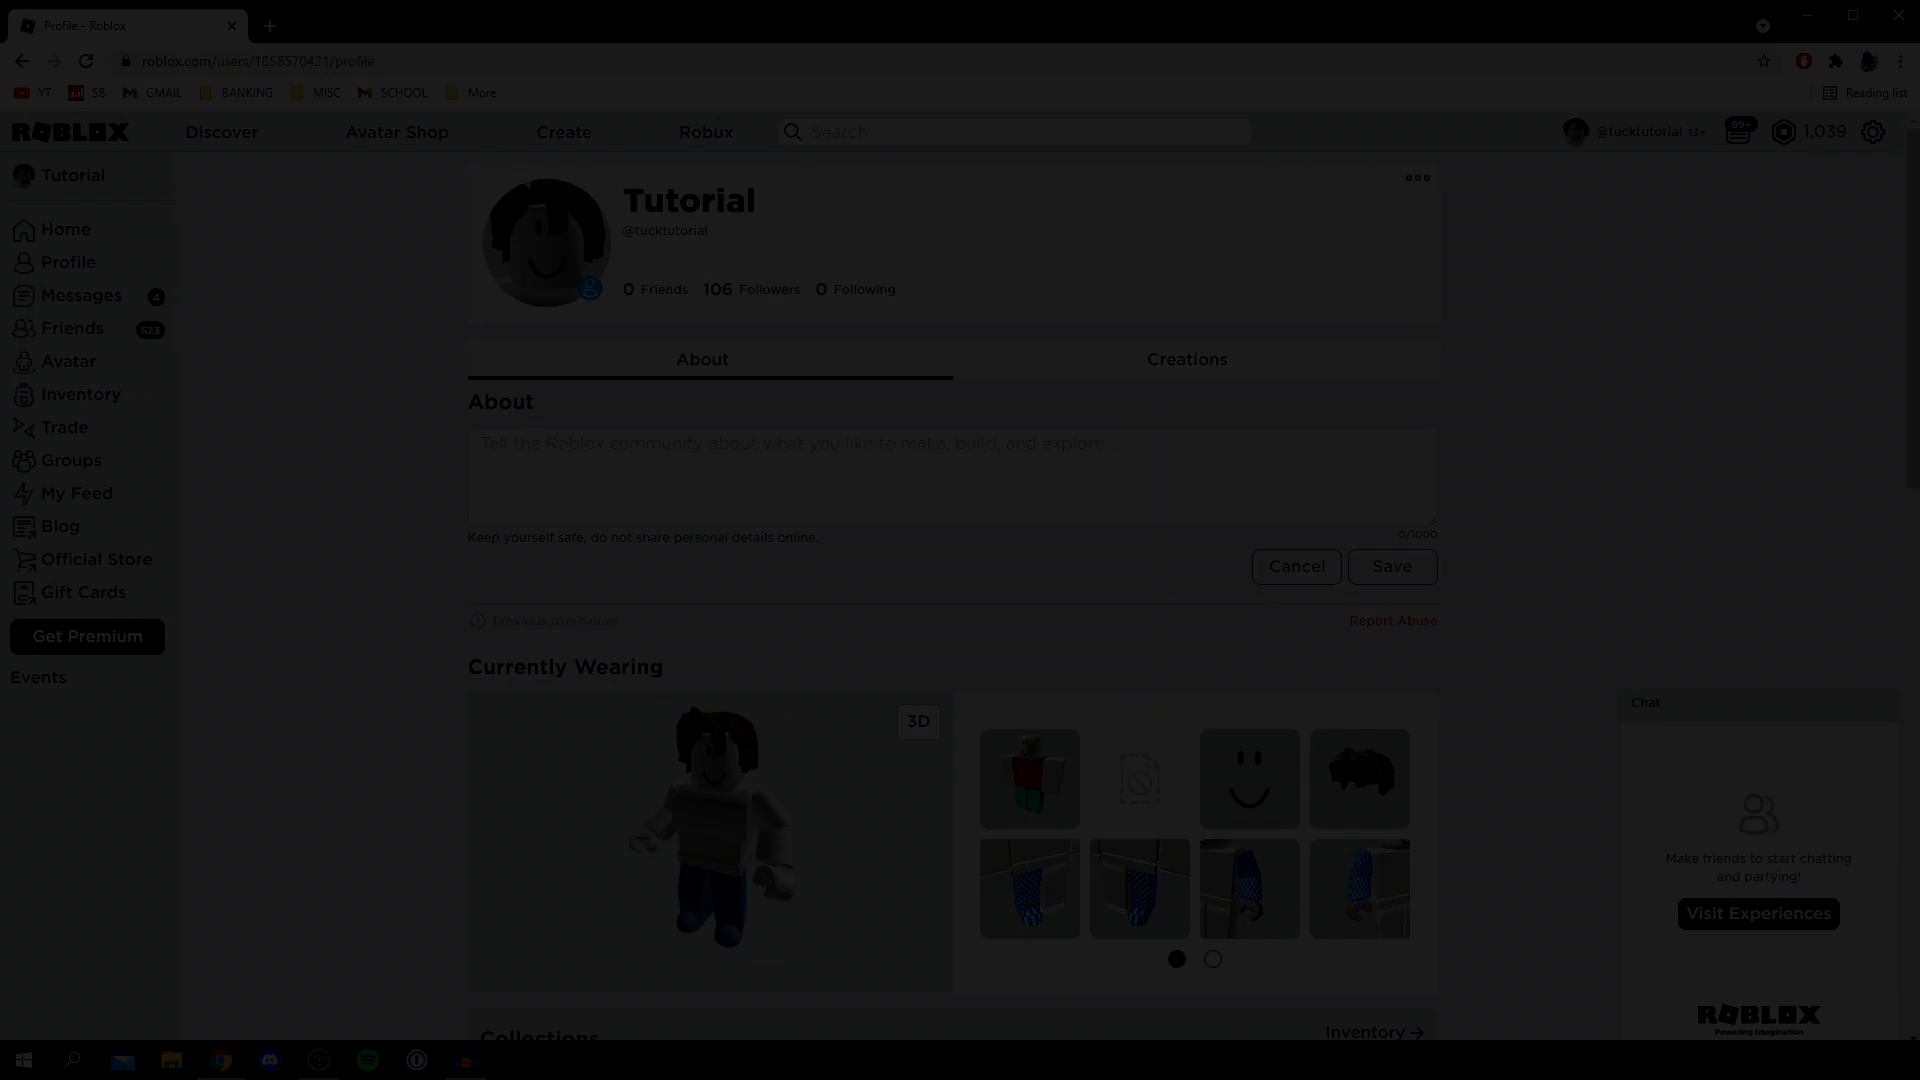 Profile - Roblox
roblox.com/users/1858570421/profile
YT
SB
GMAIL
BANKING
MISC
SCHOOL
More
Reading list
ROBLOX
Discover
Avatar Shop
Create
Robux
Search
@tucktutorial 13+
99+
1,039
Tutorial
Home
Profile
Messages 4
Friends 523
Avatar
Inventory
Trade
Groups
My Feed
Blog
Official Store
Gift Cards
Get Premium
Events
Tutorial
@tucktutorial
0 Friends 106 Followers 0 Following
About
Creations
About
Tell the Roblox community about what you like to make, build, and explore...
Keep yourself safe, do not share personal details online.
0/1000
Cancel
Save
Previous usernames
Report Abuse
Currently Wearing
3D
Collections
Inventory
Chat
Make friends to start chatting
and partying!
Visit Experiences
ROBLOX
Powering Imagination